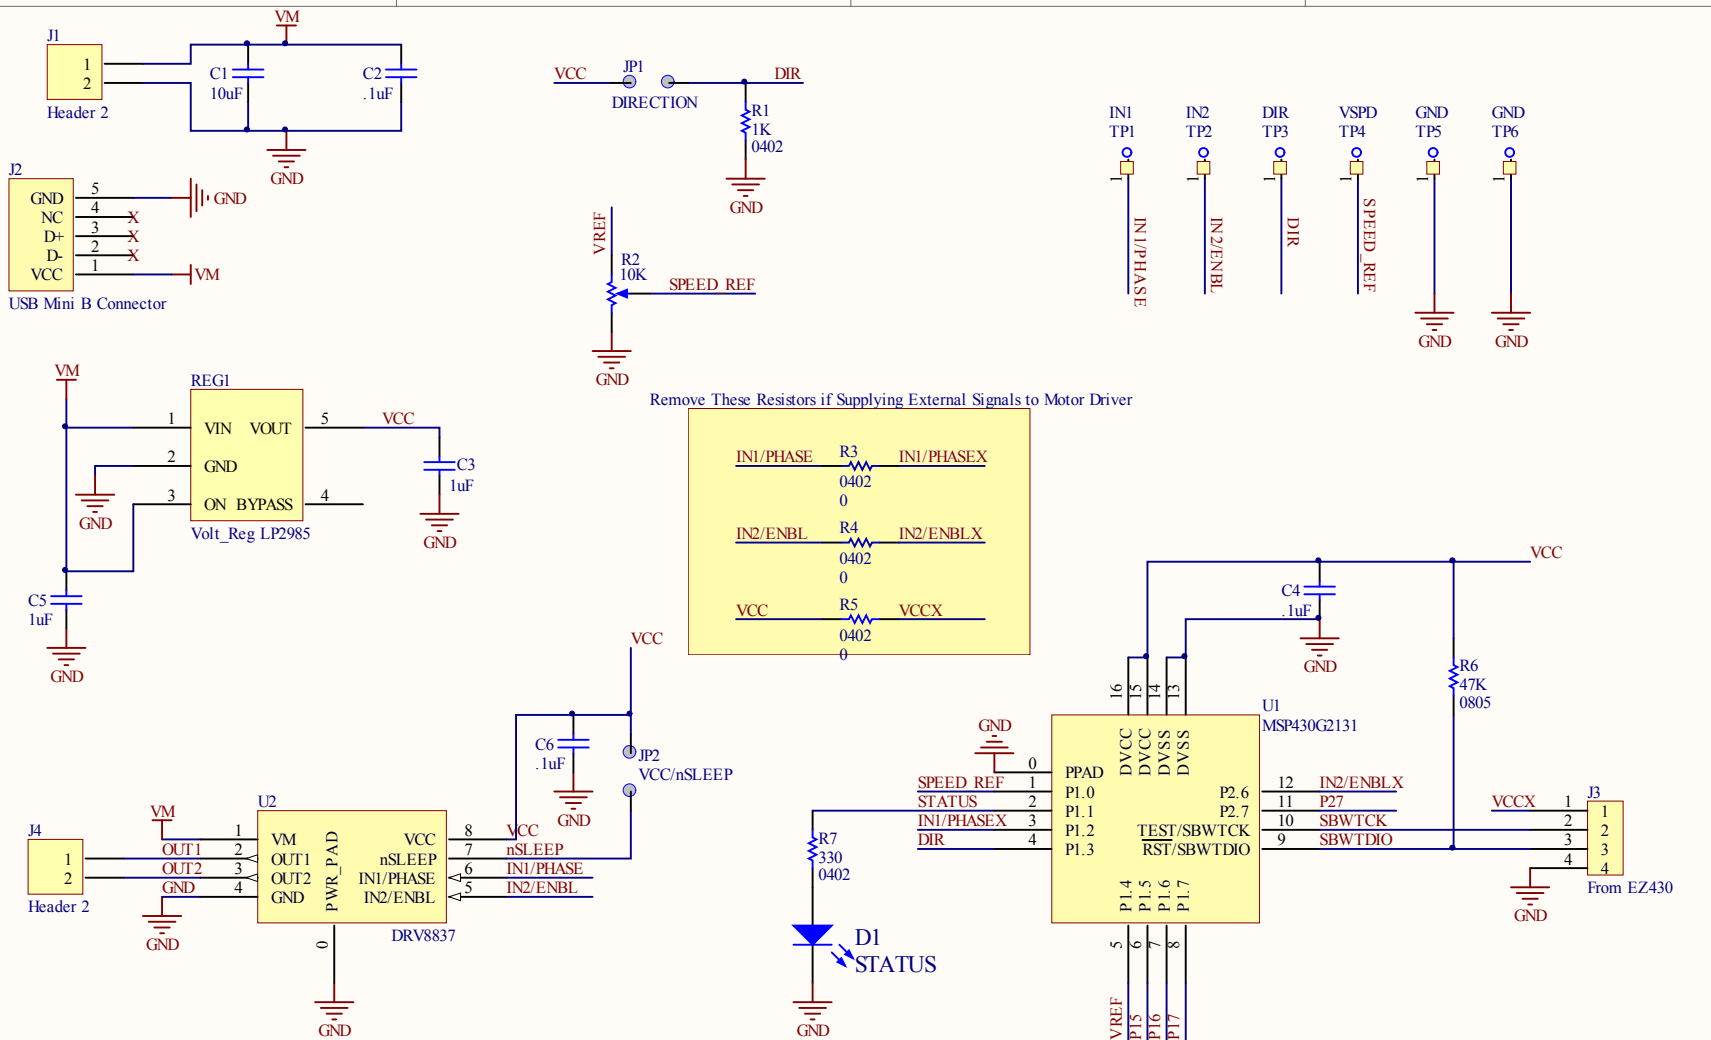 J1
1
2
Header 2
VM
C1
10uF
C2
.1uF
GND
J2
GND 5
NC 4 X
D+ 3 X
D- 2 X
VCC 1
GND
VM
USB Mini B Connector
VCC
JP1
DIRECTION
DIR
R1
1K
0402
GND
VREF
R2
10K
SPEED_REF
GND
IN1 IN2 DIR VSPD GND GND
TP1 TP2 TP3 TP4 TP5 TP6
1 1 1 1 1 1
IN1/PHASE
IN2/ENBL
DIR
SPEED_REF
GND
GND
VM
REG1
1 VIN VOUT 5
VCC
2 GND
3 ON BYPASS 4
GND
Volt_Reg LP2985
C3
1uF
GND
C5
1uF
GND
Remove These Resistors if Supplying External Signals to Motor Driver
IN1/PHASE R3 IN1/PHASEX
0402
0
IN2/ENBL R4 IN2/ENBLX
0402
0
VCC R5 VCCX
0402
0
VCC
C6
.1uF
GND
JP2
VCC/nSLEEP
J4
1
2
Header 2
VM
OUT1
OUT2
GND
GND
U2
1 VM VCC 8 VCC
2 OUT1 nSLEEP 7 nSLEEP
3 OUT2 IN1/PHASE 6 IN1/PHASE
4 GND IN2/ENBL 5 IN2/ENBL
PWR_PAD
DRV8837
0
GND
VCC
C4
.1uF
GND
R6
47K
0805
U1
MSP430G2131
16 15 14 13
DVCC DVCC DVSS DVSS
GND
0 PPAD
SPEED_REF 1 P1.0
STATUS 2 P1.1
IN1/PHASEX 3 P1.2
DIR 4 P1.3
P2.6 12 IN2/ENBLX
P2.7 11 P27
TEST/SBWTCK 10 SBWTCK
RST/SBWTDIO 9 SBWTDIO
P1.4 P1.5 P1.6 P1.7
5 6 7 8
VREF P15 P16 P17
R7
330
0402
D1
STATUS
GND
J3
VCCX 1 1
2 2
3 3
4 4
From EZ430
GND